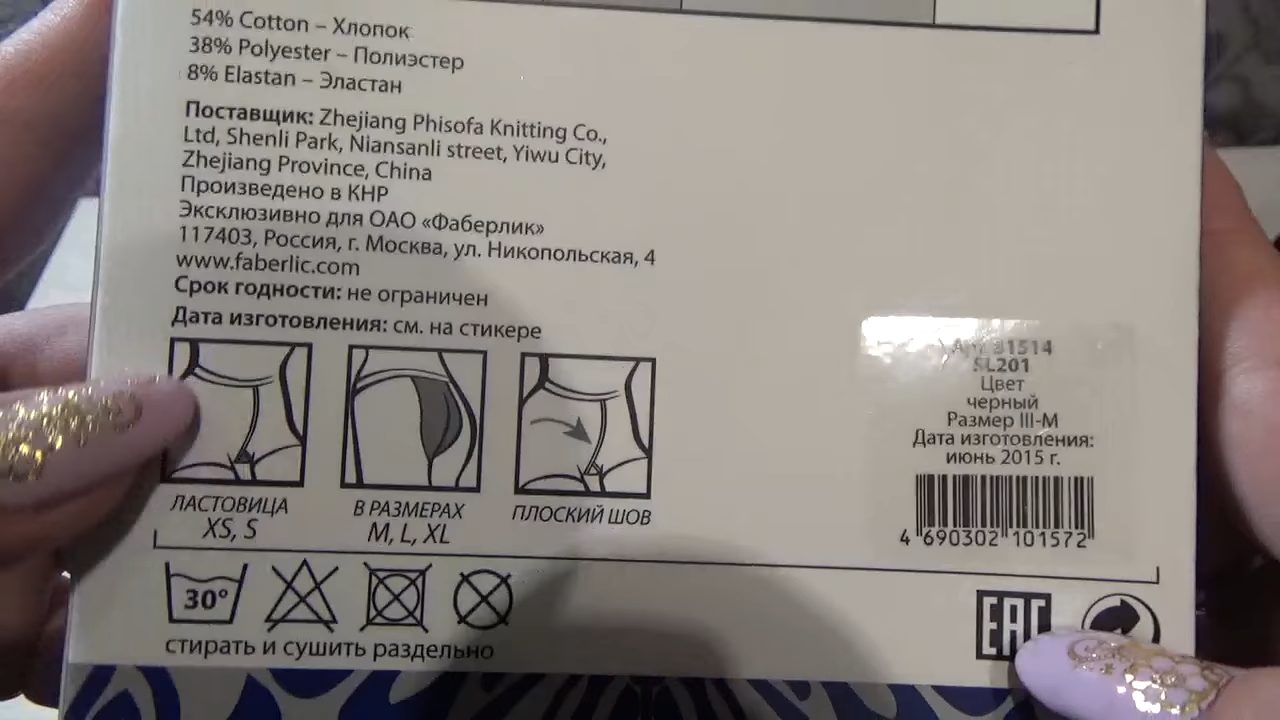 54% Cotton – Хлопок
38% Polyester – Полиэстер
8% Elastan – Эластан
Поставщик: Zhejiang Phisofa Knitting Co.,
Ltd, Shenli Park, Niansanli street, Yiwu City,
Zhejiang Province, China
Произведено в КНР
Эксклюзивно для ОАО «Фаберлик»
117403, Россия, г. Москва, ул. Никопольская, 4
www.faberlic.com
Срок годности: не ограничен
Дата изготовления: см. на стикере
ЛАСТОВИЦА
XS, S
В РАЗМЕРАХ
M, L, XL
ПЛОСКИЙ ШОВ
30°
стирать и сушить раздельно
81514
SL201
Цвет
черный
Размер III-M
Дата изготовления:
июнь 2015 г.
4 690302 101572
EAC